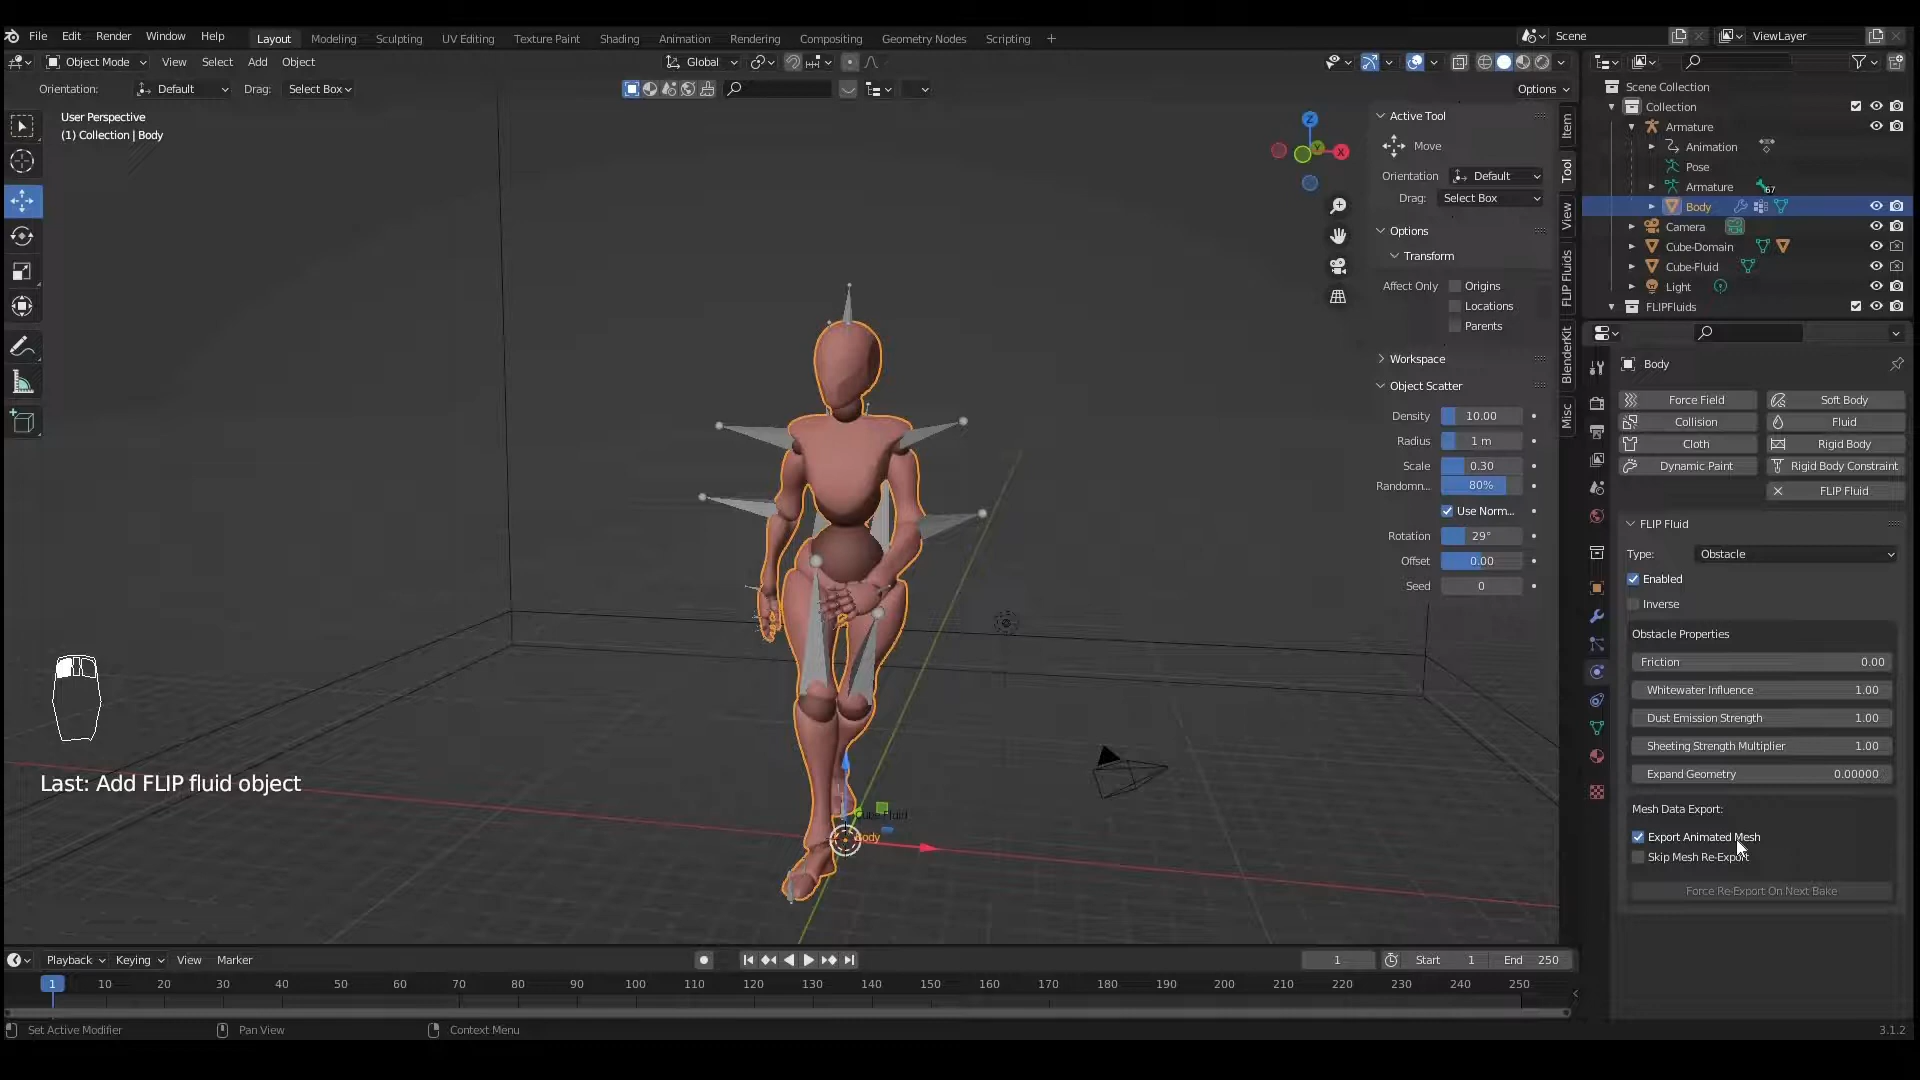 File Edit Render Window Help Layout Modeling Sculpting UV Editing Texture Paint Shading Animation Rendering Compositing Geometry Nodes Scripting + Scene ViewLayer
Object Mode View Select Add Object Global
Orientation: Default Drag: Select Box Options
User Perspective
(1) Collection | Body
Z
Y
X
Active Tool
Move
Orientation Default
Drag: Select Box
Options
Transform
Affect Only Origins
Locations
Parents
Workspace
Object Scatter
Density 10.00
Radius 1 m
Scale 0.30
Randomn... 80%
Use Norm...
Rotation 29°
Offset 0.00
Seed 0
Item
Tool
View
FLIP Fluids
BlenderKit
Misc
Scene Collection
Collection
Armature
Animation
Pose
Armature 67
Body
Camera
Cube-Domain
Cube-Fluid
Light
FLIPFluids
Body
Force Field Soft Body
Collision Fluid
Cloth Rigid Body
Dynamic Paint Rigid Body Constraint
FLIP Fluid
FLIP Fluid
Type: Obstacle
Enabled
Inverse
Obstacle Properties
Friction 0.00
Whitewater Influence 1.00
Dust Emission Strength 1.00
Sheeting Strength Multiplier 1.00
Expand Geometry 0.00000
Mesh Data Export:
Export Animated Mesh
Skip Mesh Re-Export
Force Re-Export On Next Bake
Last: Add FLIP fluid object
Body
Playback Keying View Marker 1 Start 1 End 250
1 10 20 30 40 50 60 70 80 90 100 110 120 130 140 150 160 170 180 190 200 210 220 230 240 250
Set Active Modifier Pan View Context Menu 3.1.2